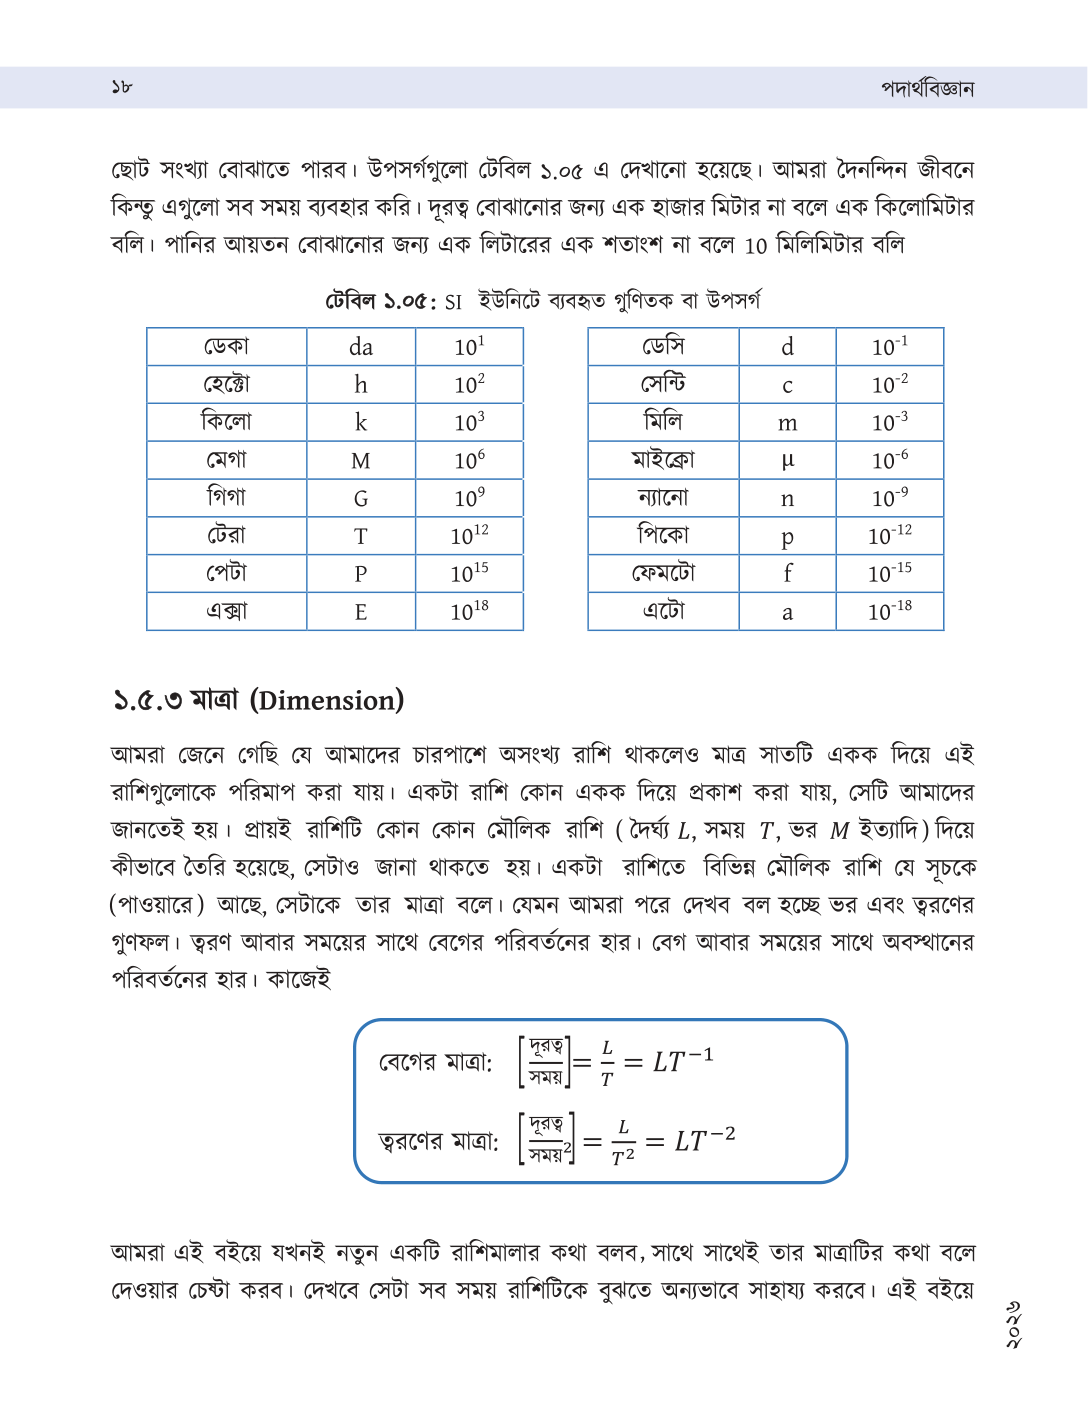 ১৮ পদার্থবিজ্ঞান
ছোট সংখ্যা বোঝাতে পারব। উপসর্গগুলো টেবিল ১.০৫ এ দেখানো হয়েছে। আমরা দৈনন্দিন জীবনে
কিন্তু এগুলো সব সময় ব্যবহার করি। দূরত্ব বোঝানোর জন্য এক হাজার মিটার না বলে এক কিলোমিটার
বলি। পানির আয়তন বোঝানোর জন্য এক লিটারের এক শতাংশ না বলে 10 মিলিমিটার বলি
টেবিল ১.০৫: SI ইউনিটে ব্যবহৃত গুণিতক বা উপসর্গ
ডেকা da 10¹ ডেসি d 10⁻¹
হেক্টো h 10² সেন্টি c 10⁻²
কিলো k 10³ মিলি m 10⁻³
মেগা M 10⁶ মাইক্রো μ 10⁻⁶
গিগা G 10⁹ ন্যানো n 10⁻⁹
টেরা T 10¹² পিকো p 10⁻¹²
পেটা P 10¹⁵ ফেমটো f 10⁻¹⁵
এক্সা E 10¹⁸ এটো a 10⁻¹⁸
১.৫.৩ মাত্রা (Dimension)
আমরা জেনে গেছি যে আমাদের চারপাশে অসংখ্য রাশি থাকলেও মাত্র সাতটি একক দিয়ে এই
রাশিগুলোকে পরিমাপ করা যায়। একটা রাশি কোন একক দিয়ে প্রকাশ করা যায়, সেটি আমাদের
জানতেই হয়। প্রায়ই রাশিটি কোন কোন মৌলিক রাশি ( দৈর্ঘ্য L, সময় T, ভর M ইত্যাদি ) দিয়ে
কীভাবে তৈরি হয়েছে, সেটাও জানা থাকতে হয়। একটা রাশিতে বিভিন্ন মৌলিক রাশি যে সূচকে
(পাওয়ারে) আছে, সেটাকে তার মাত্রা বলে। যেমন আমরা পরে দেখব বল হচ্ছে ভর এবং ত্বরণের
গুণফল। ত্বরণ আবার সময়ের সাথে বেগের পরিবর্তনের হার। বেগ আবার সময়ের সাথে অবস্থানের
পরিবর্তনের হার। কাজেই
বেগের মাত্রা: [দূরত্ব/সময়] = L/T = LT⁻¹
ত্বরণের মাত্রা: [দূরত্ব/সময়²] = L/T² = LT⁻²
আমরা এই বইয়ে যখনই নতুন একটি রাশিমালার কথা বলব, সাথে সাথেই তার মাত্রাটির কথা বলে
দেওয়ার চেষ্টা করব। দেখবে সেটা সব সময় রাশিটিকে বুঝতে অন্যভাবে সাহায্য করবে। এই বইয়ে
২০২৬